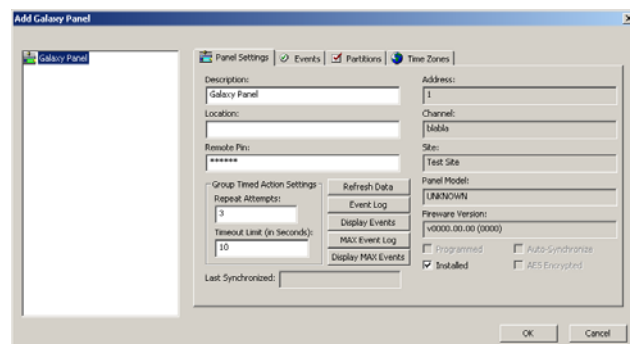 Add Galaxy Panel
Galaxy Panel
Panel Settings
Events
Partitions
Time Zones
Description:
Galaxy Panel
Location:
Remote Pin:
******
Group Timed Action Settings
Repeat Attempts:
3
Timeout Limit (in Seconds):
10
Refresh Data
Event Log
Display Events
MAX Event Log
Display MAX Events
Last Synchronized:
Address:
1
Channel:
blabla
Site:
Test Site
Panel Model:
UNKNOWN
Fireware Version:
v0000.00.00 (0000)
Programmed
Auto-Synchronize
Installed
AES Encrypted
OK
Cancel